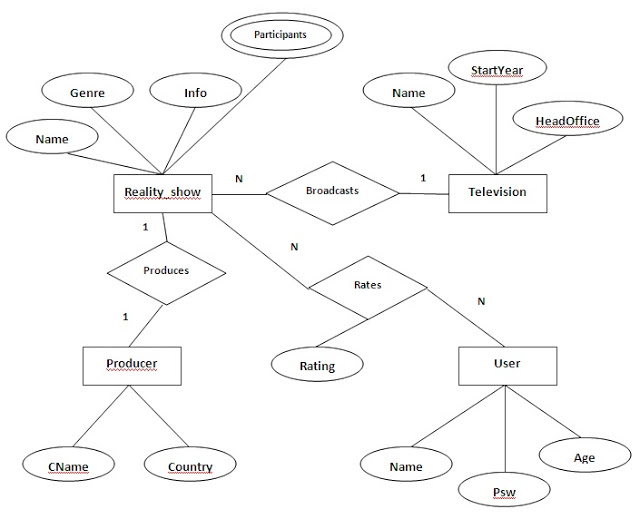 Participants
StartYear
Genre
Info
Name
HeadOffice
Name
Reality_show
N
Broadcasts
1
Television
1
N
Produces
Rates
N
1
Producer
Rating
User
CName
Country
Name
Age
Psw